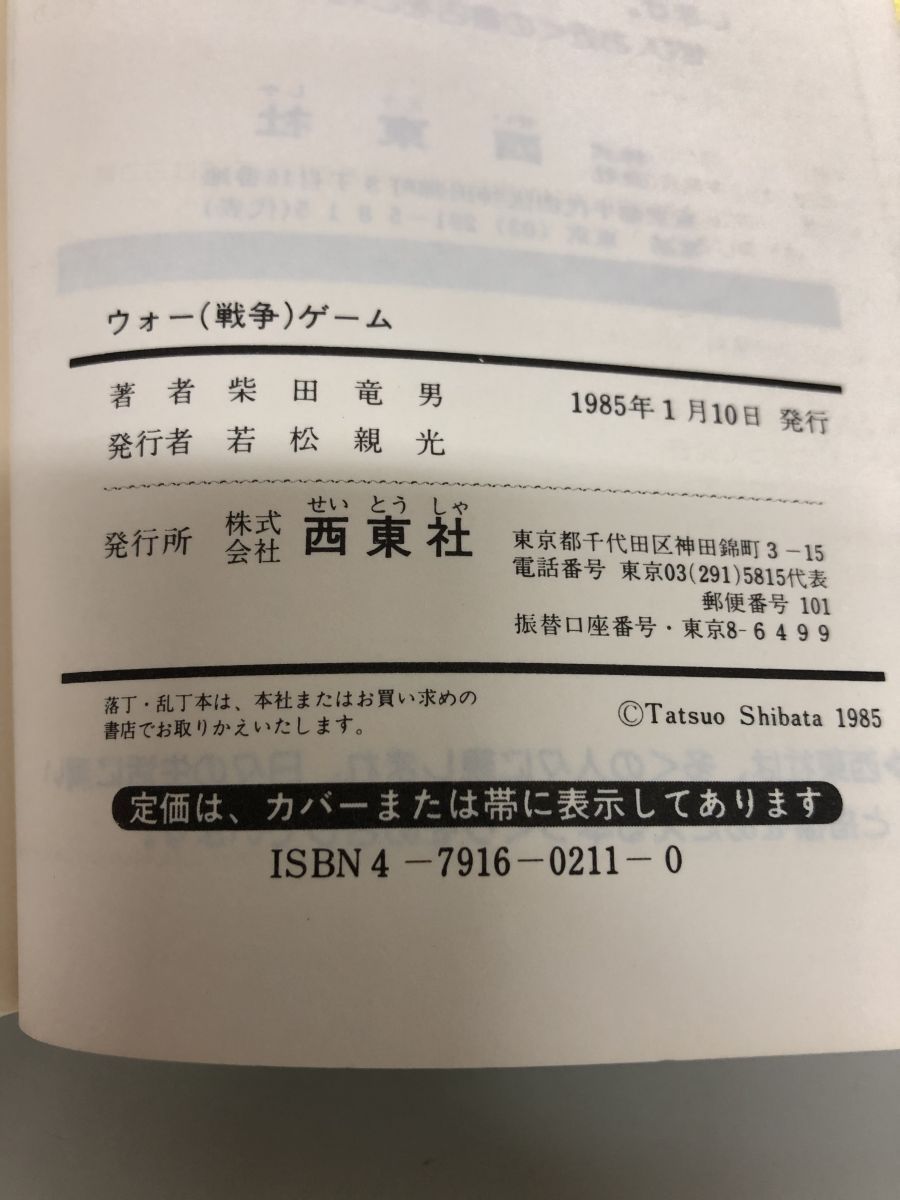 ウォー(戦争)ゲーム
著者 柴田竜男
1985年1月10日 発行
発行者 若松親光
せい とう しゃ
発行所 株式会社 西東社
東京都千代田区神田錦町3-15
電話番号 東京03(291)5815代表
郵便番号 101
振替口座番号・東京8-6499
落丁・乱丁本は、本社またはお買い求めの
書店でお取りかえいたします。
©Tatsuo Shibata 1985
定価は、カバーまたは帯に表示してあります
ISBN4-7916-0211-0